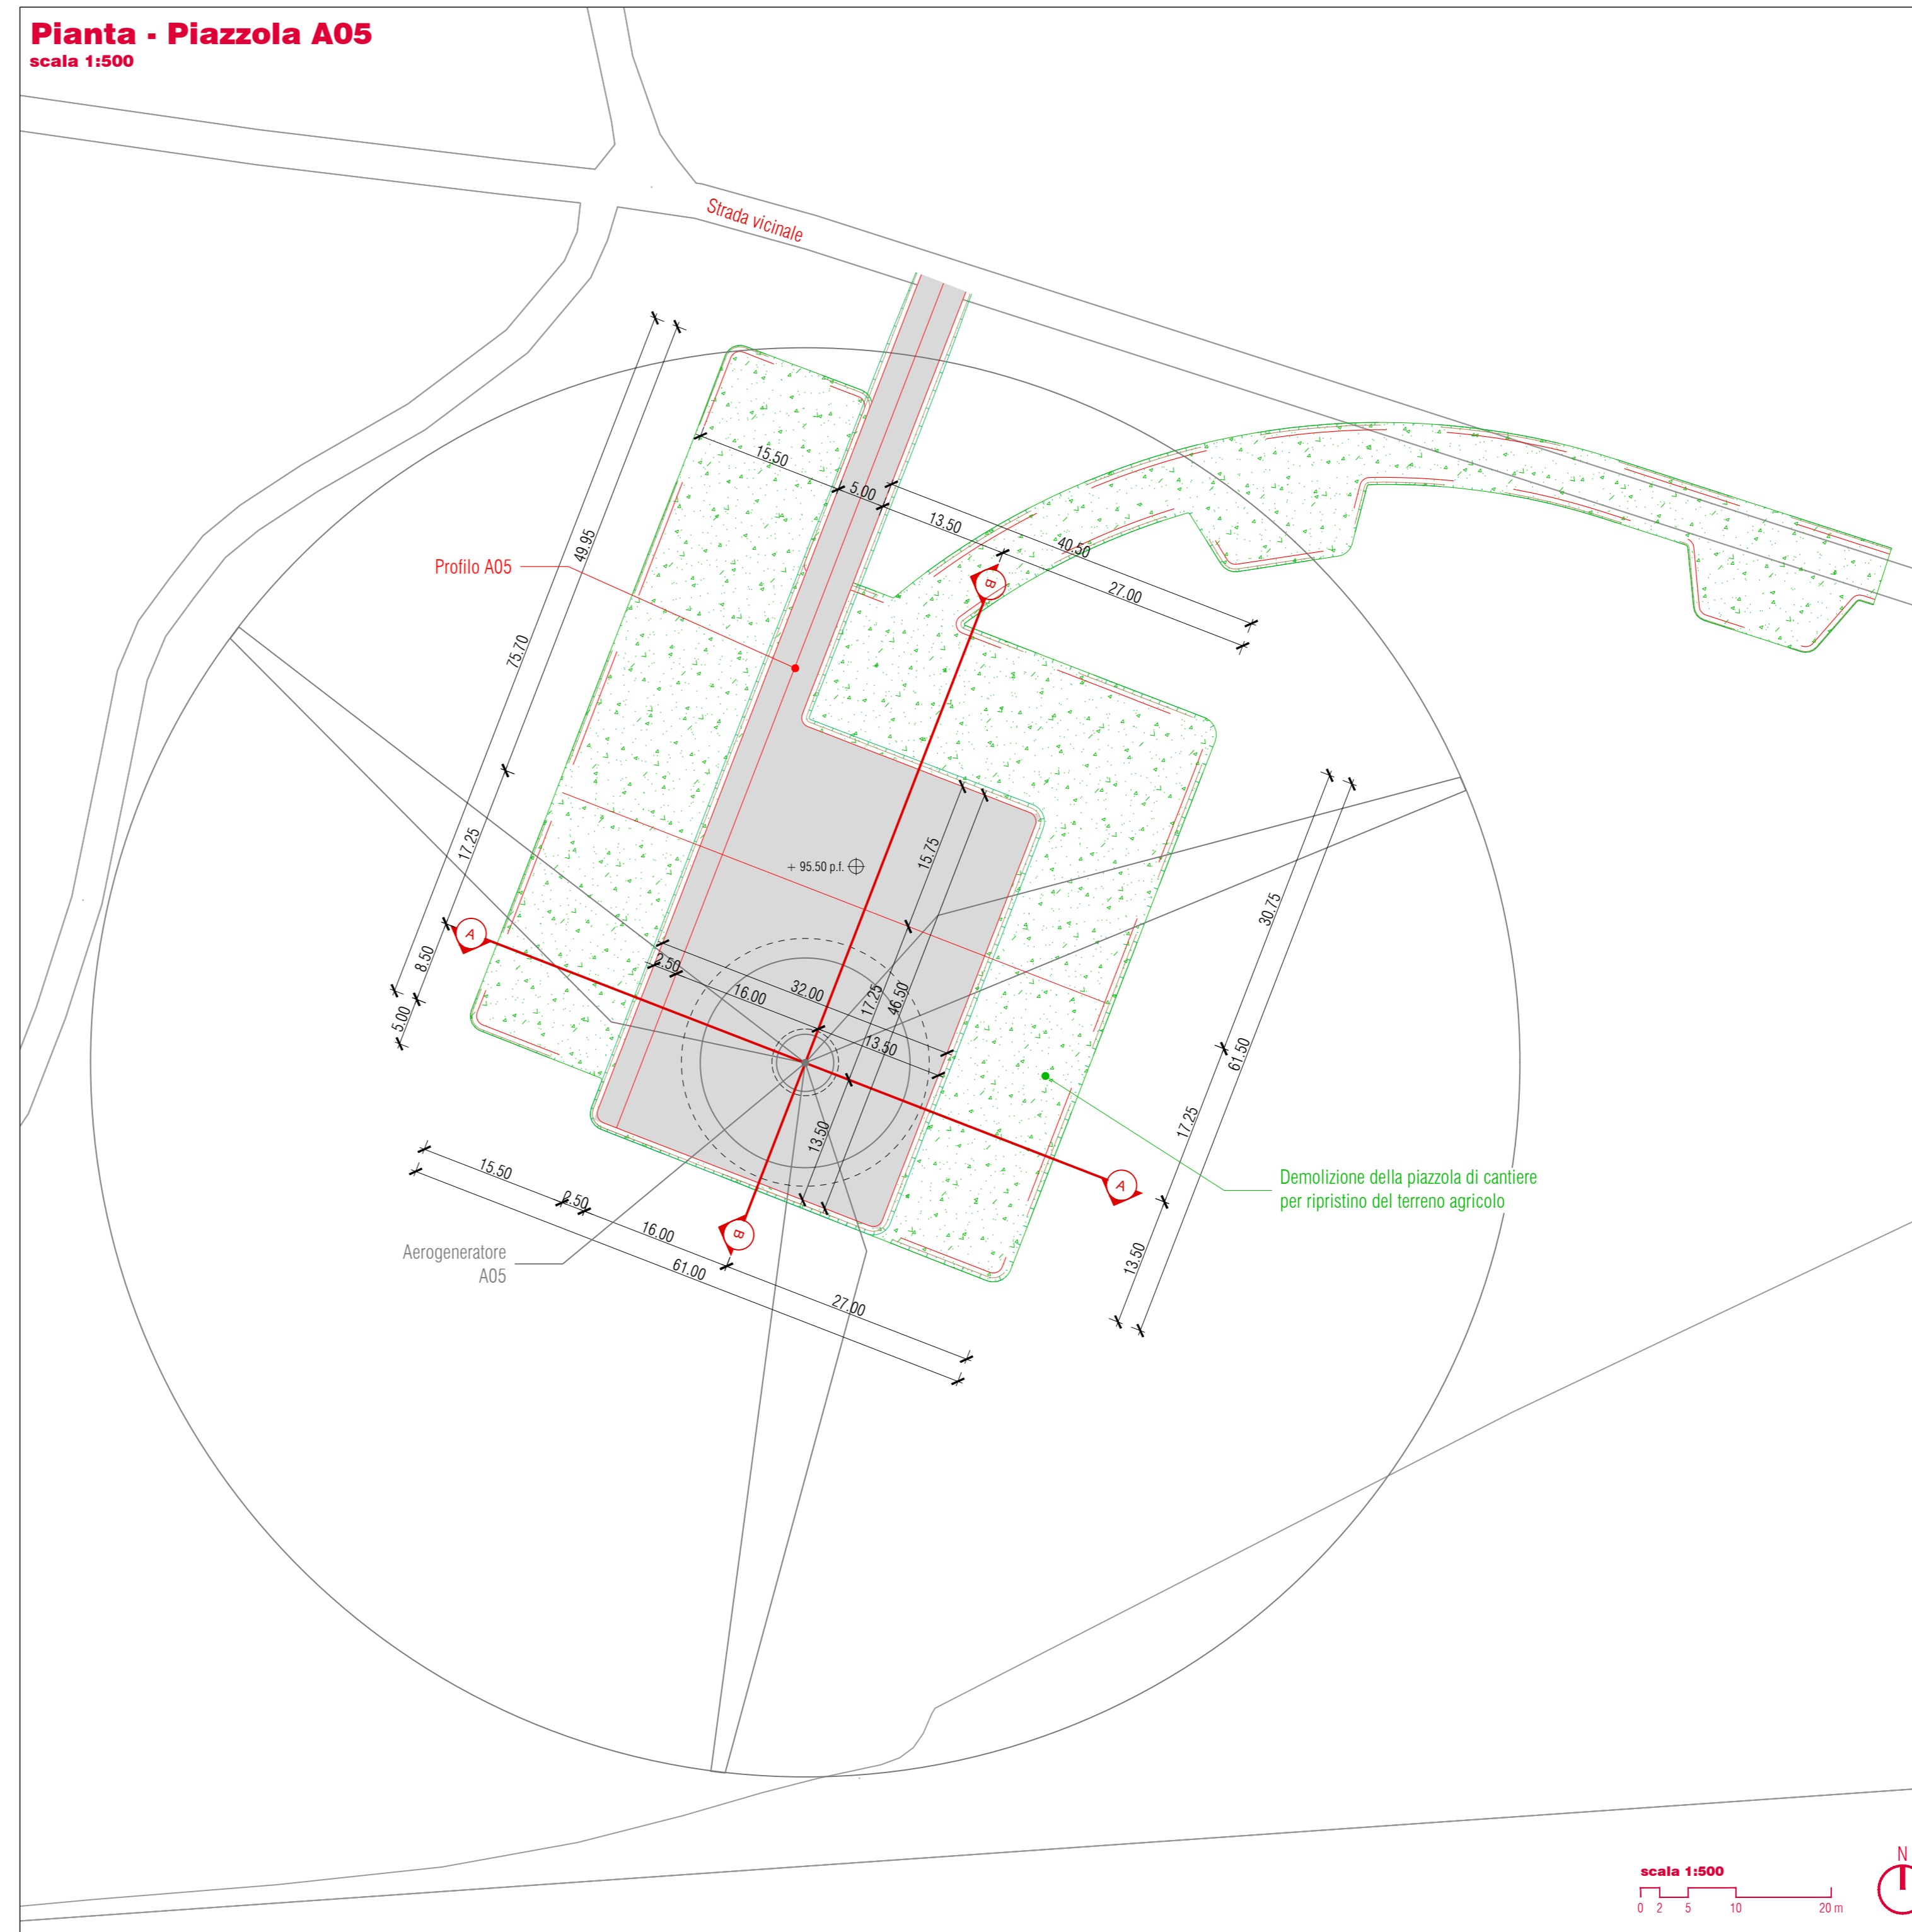 Pianta - Piazzola A05
scala 1:500
Strada vicinale
15.50
5.00
13.50
40.50
27.00
B
49.95
75.70
Profilo A05
17.25
8.50
5.00
A
+ 95.50 p.f.
15.75
2.50
16.00
32.00
17.25
46.50
13.50
13.50
30.75
61.50
17.25
13.50
A
Demolizione della piazzola di cantiere
per ripristino del terreno agricolo
15.50
2.50
16.00
61.00
27.00
B
Aerogeneratore
A05
scala 1:500
0 2 5 10 20 m
N